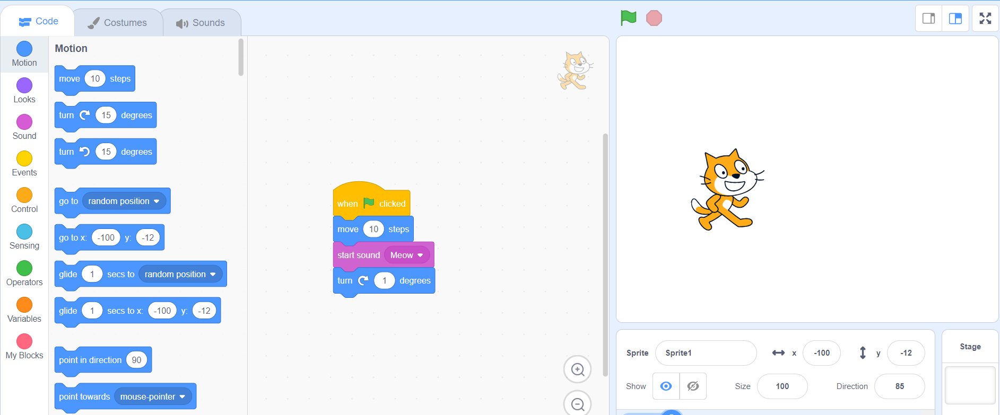 Code
Costumes
Sounds
Motion
Looks
Sound
Events
Control
Sensing
Operators
Variables
My Blocks
Motion
move 10 steps
turn 15 degrees
turn 15 degrees
go to random position
go to x: -100 y: -12
glide 1 secs to random position
glide 1 secs to x: -100 y: -12
point in direction 90
point towards mouse-pointer
when clicked
move 10 steps
start sound Meow
turn 1 degrees
Sprite Sprite1 x -100 y -12
Show Size 100 Direction 85
Stage